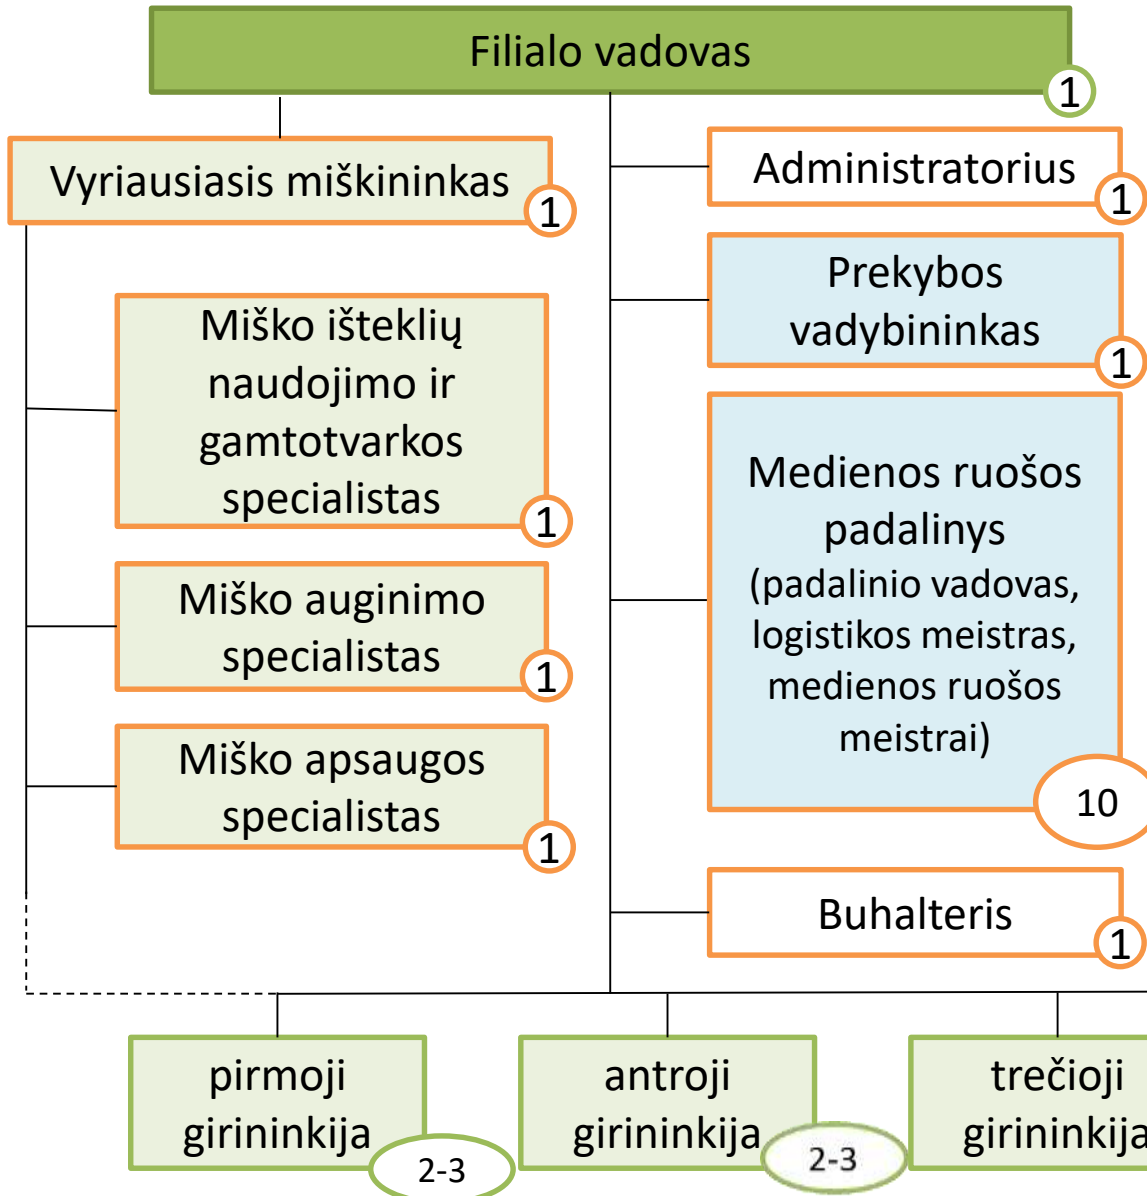 Filialo vadovas
1
Vyriausiasis miškininkas
1
Miško išteklių
naudojimo ir
gamtotvarkos
specialistas
1
Miško auginimo
specialistas
1
Miško apsaugos
specialistas
1
Administratorius
1
Prekybos
vadybininkas
1
Medienos ruošos
padalinys
(padalinio vadovas,
logistikos meistras,
medienos ruošos
meistrai)
10
Buhalteris
1
pirmoji
girininkija
2-3
antroji
girininkija
2-3
trečioji
girininkija